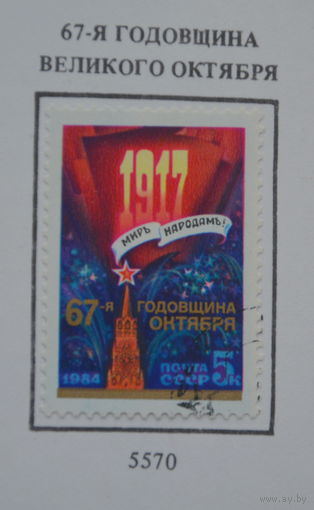 67-Я ГОДОВЩИНА
ВЕЛИКОГО ОКТЯБРЯ
1917
МИРЪ НАРОДАМЪ!
67-Я ГОДОВЩИНА
ОКТЯБРЯ
1984
ПОЧТА
СССР
5К
5570
www.ay.by